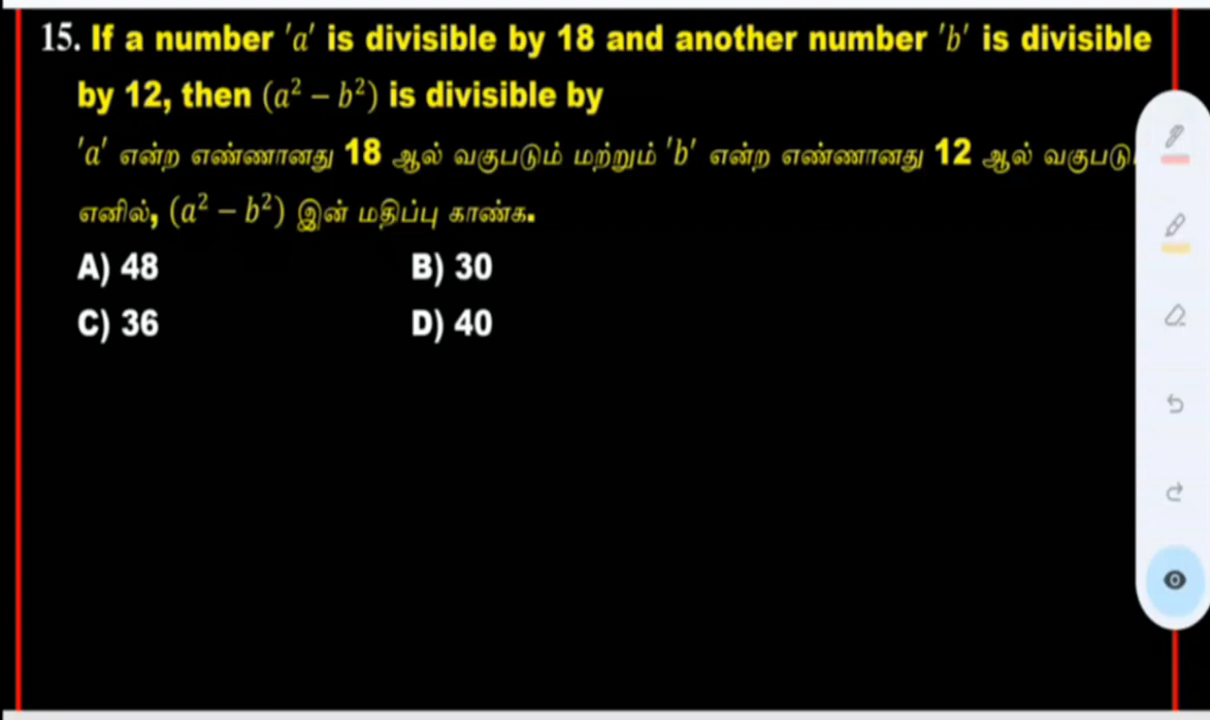 15. If a number 'a' is divisible by 18 and another number 'b' is divisible
by 12, then (a² – b²) is divisible by
'a' என்ற எண்ணானது 18 ஆல் வகுபடும் மற்றும் 'b' என்ற எண்ணானது 12 ஆல் வகுபடு
எனில், (a² – b²) இன் மதிப்பு காண்க.
A) 48 B) 30
C) 36 D) 40